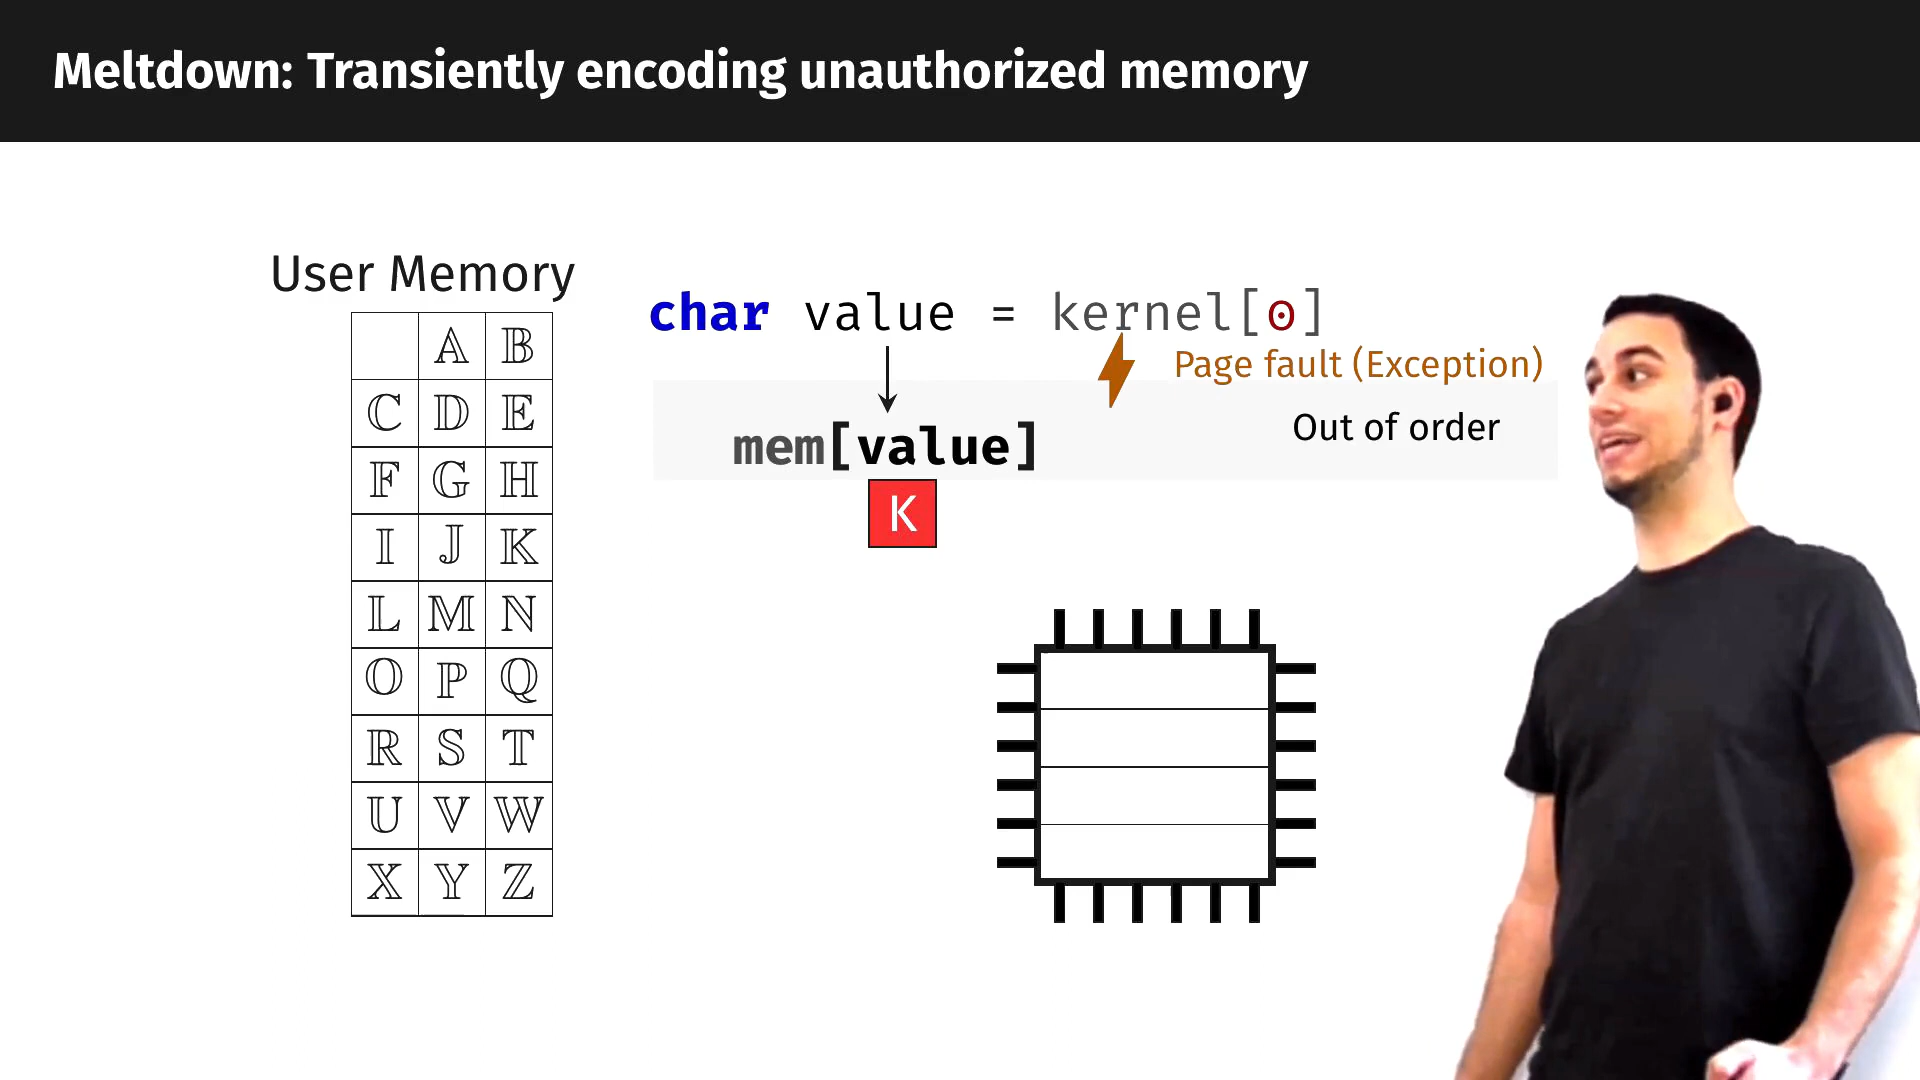 Meltdown: Transiently encoding unauthorized memory
User Memory
char value = kernel[0]
Page fault (Exception)
Out of order
mem[value]
K
A B
C D E
F G H
I J K
L M N
O P Q
R S T
U V W
X Y Z